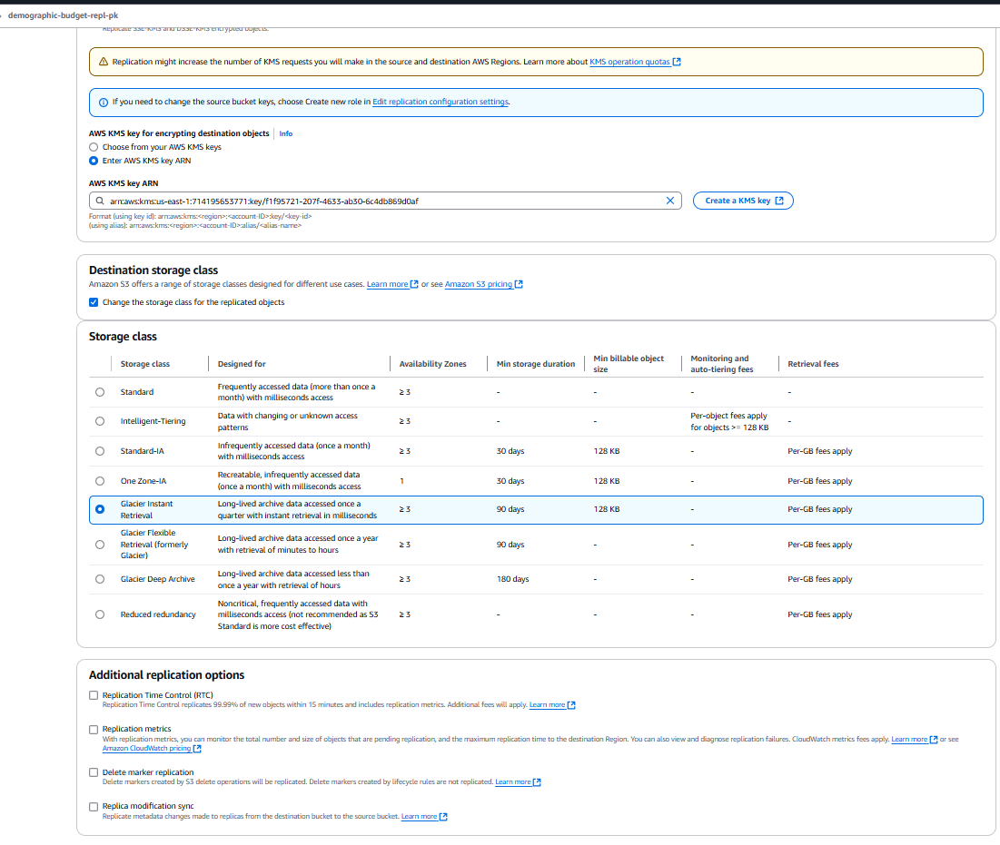 demographic-budget-repl-pk
Replicate SSE-KMS and DSSE-KMS encrypted objects.
Replication might increase the number of KMS requests you will make in the source and destination AWS Regions. Learn more about KMS operation quotas
If you need to change the source bucket keys, choose Create new role in Edit replication configuration settings.
AWS KMS key for encrypting destination objects Info
Choose from your AWS KMS keys
Enter AWS KMS key ARN
AWS KMS key ARN
arn:aws:kms:us-east-1:714195653771:key/f1f95721-207f-4633-ab30-6c4db869d0af
Create a KMS key
Format (using key id): arn:aws:kms:<region>:<account-ID>:key/<key-id>
(using alias): arn:aws:kms:<region>:<account-ID>:alias/<alias-name>
Destination storage class
Amazon S3 offers a range of storage classes designed for different use cases. Learn more or see Amazon S3 pricing
Change the storage class for the replicated objects
Storage class
Storage class Designed for Availability Zones Min storage duration Min billable object size Monitoring and auto-tiering fees Retrieval fees
Standard Frequently accessed data (more than once a month) with milliseconds access ≥ 3 - - - -
Intelligent-Tiering Data with changing or unknown access patterns ≥ 3 - - Per-object fees apply for objects >= 128 KB -
Standard-IA Infrequently accessed data (once a month) with milliseconds access ≥ 3 30 days 128 KB - Per-GB fees apply
One Zone-IA Recreatable, infrequently accessed data (once a month) with milliseconds access 1 30 days 128 KB - Per-GB fees apply
Glacier Instant Retrieval Long-lived archive data accessed once a quarter with instant retrieval in milliseconds ≥ 3 90 days 128 KB - Per-GB fees apply
Glacier Flexible Retrieval (formerly Glacier) Long-lived archive data accessed once a year with retrieval of minutes to hours ≥ 3 90 days - - Per-GB fees apply
Glacier Deep Archive Long-lived archive data accessed less than once a year with retrieval of hours ≥ 3 180 days - - Per-GB fees apply
Reduced redundancy Noncritical, frequently accessed data with milliseconds access (not recommended as S3 Standard is more cost effective) ≥ 3 - - - Per-GB fees apply
Additional replication options
Replication Time Control (RTC)
Replication Time Control replicates 99.99% of new objects within 15 minutes and includes replication metrics. Additional fees will apply. Learn more
Replication metrics
With replication metrics, you can monitor the total number and size of objects that are pending replication, and the maximum replication time to the destination Region. You can also view and diagnose replication failures. CloudWatch metrics fees apply. Learn more or see
Amazon CloudWatch pricing
Delete marker replication
Delete markers created by S3 delete operations will be replicated. Delete markers created by lifecycle rules are not replicated. Learn more
Replica modification sync
Replicate metadata changes made to replicas from the destination bucket to the source bucket. Learn more